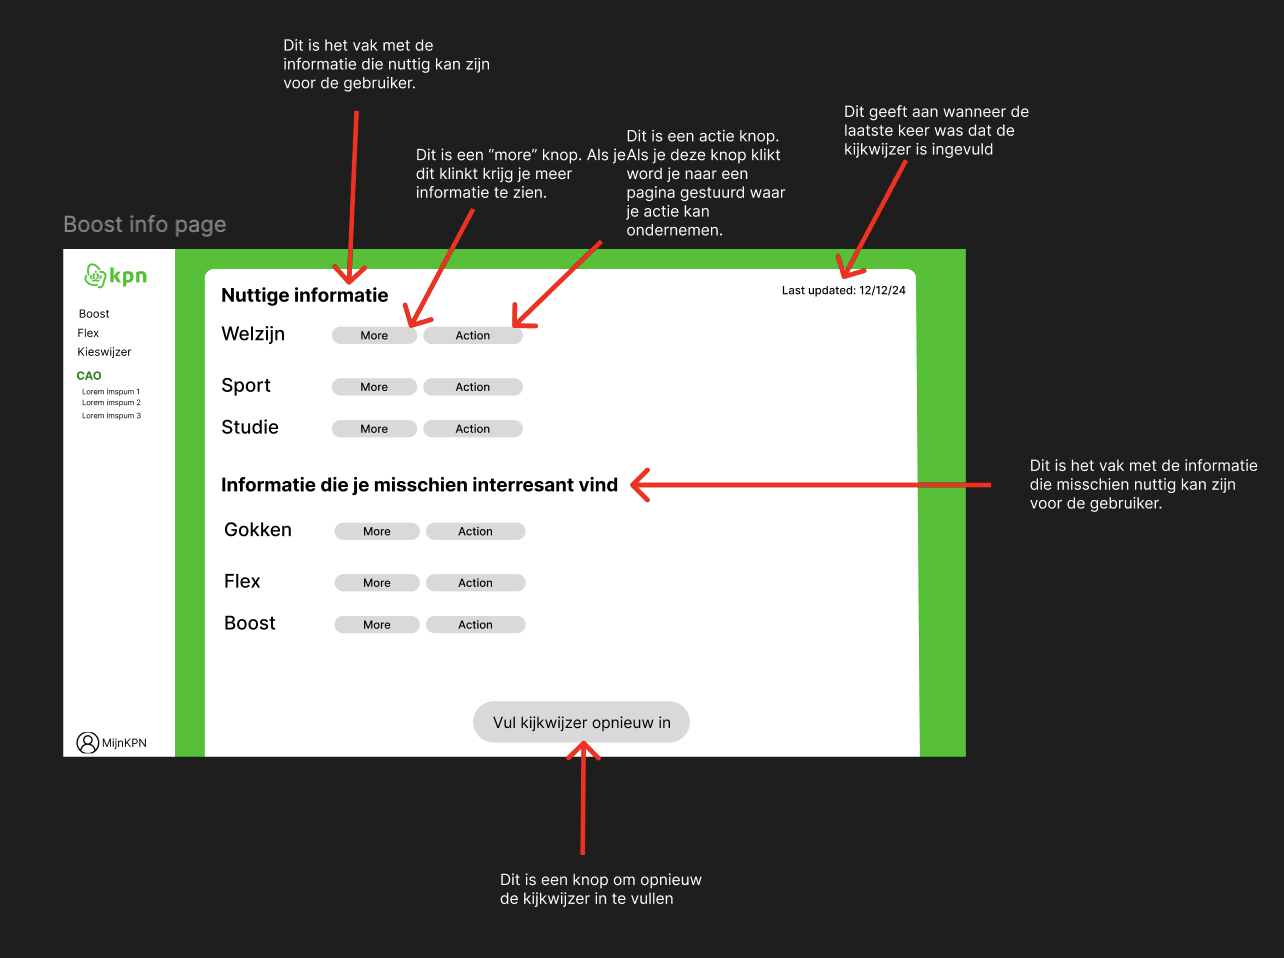 Dit is het vak met de
informatie die nuttig kan zijn
voor de gebruiker.
Dit is een “more” knop. Als je
dit klinkt krijg je meer
informatie te zien.
Dit is een actie knop.
Als je deze knop klikt
word je naar een
pagina gestuurd waar
je actie kan
ondernemen.
Dit geeft aan wanneer de
laatste keer was dat de
kijkwijzer is ingevuld
Boost info page
kpn
Boost
Flex
Kieswijzer
CAO
Lorem imspum 1
Lorem imspum 2
Lorem imspum 3
MijnKPN
Nuttige informatie
Last updated: 12/12/24
Welzijn More Action
Sport More Action
Studie More Action
Informatie die je misschien interresant vind
Gokken More Action
Flex More Action
Boost More Action
Vul kijkwijzer opnieuw in
Dit is het vak met de informatie
die misschien nuttig kan zijn
voor de gebruiker.
Dit is een knop om opnieuw
de kijkwijzer in te vullen